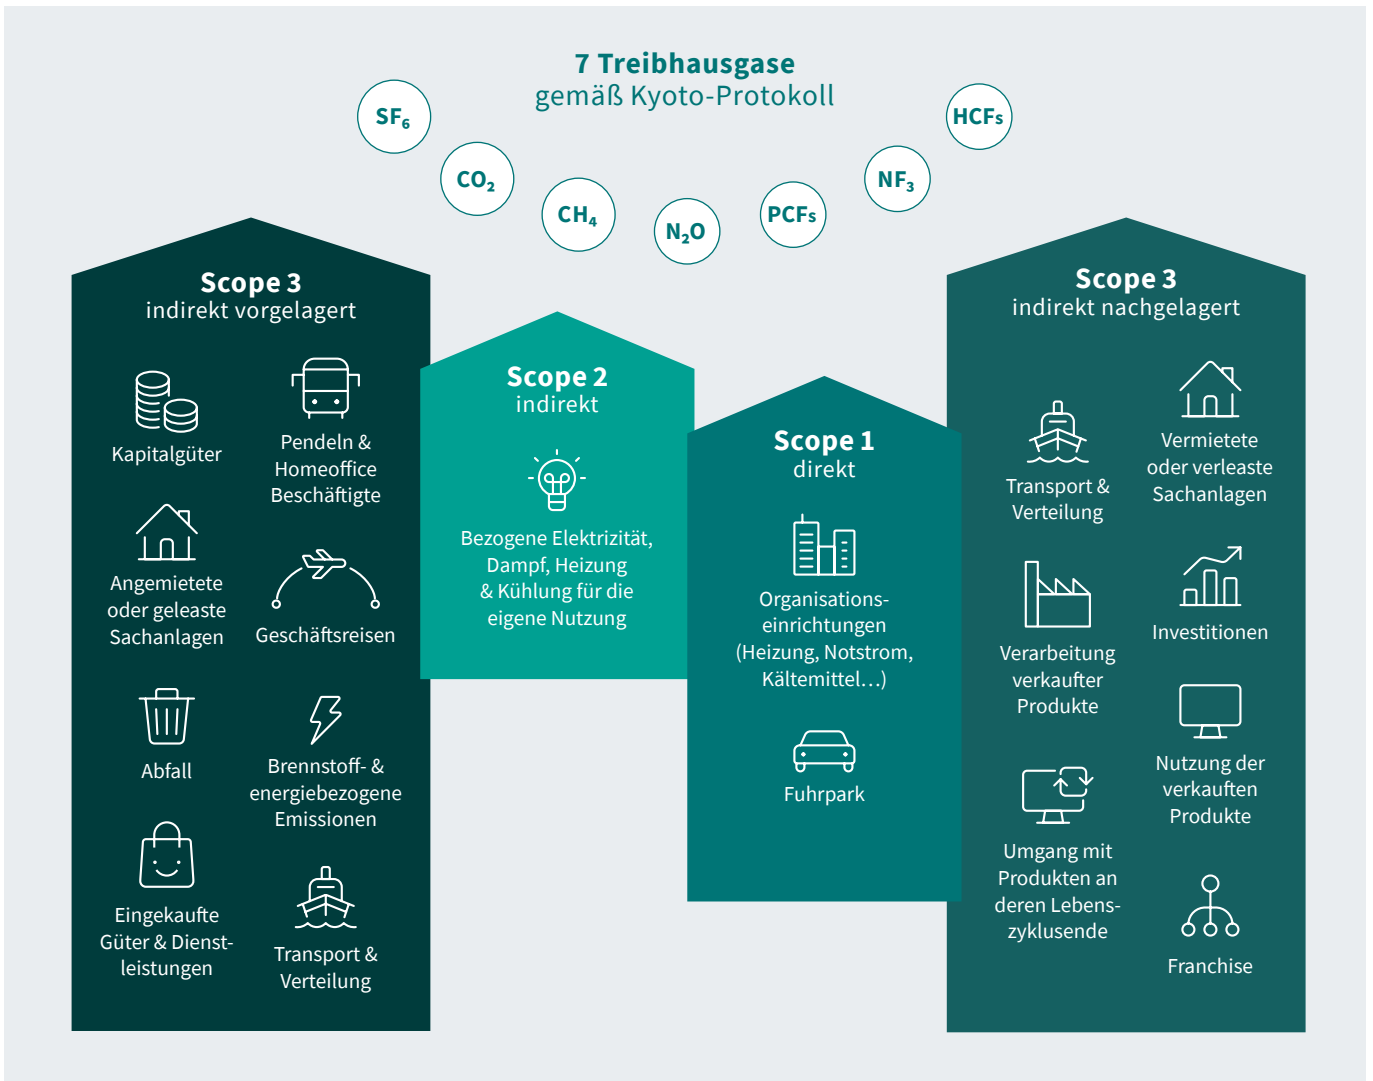 7 Treibhausgase
gemäß Kyoto-Protokoll
SF₆
CO₂
CH₄
N₂O
PCFs
NF₃
HCFs
Scope 3
indirekt vorgelagert
Kapitalgüter
Pendeln &
Homeoffice
Beschäftigte
Angemietete
oder geleaste
Sachanlagen
Geschäftsreisen
Abfall
Brennstoff- &
energiebezogene
Emissionen
Eingekaufte
Güter & Dienst-
leistungen
Transport &
Verteilung
Scope 2
indirekt
Bezogene Elektrizität,
Dampf, Heizung
& Kühlung für die
eigene Nutzung
Scope 1
direkt
Organisations-
einrichtungen
(Heizung, Notstrom,
Kältemittel…)
Fuhrpark
Scope 3
indirekt nachgelagert
Transport &
Verteilung
Vermietete
oder verleaste
Sachanlagen
Verarbeitung
verkaufter
Produkte
Investitionen
Nutzung der
verkauften
Produkte
Umgang mit
Produkten an
deren Lebens-
zyklusende
Franchise